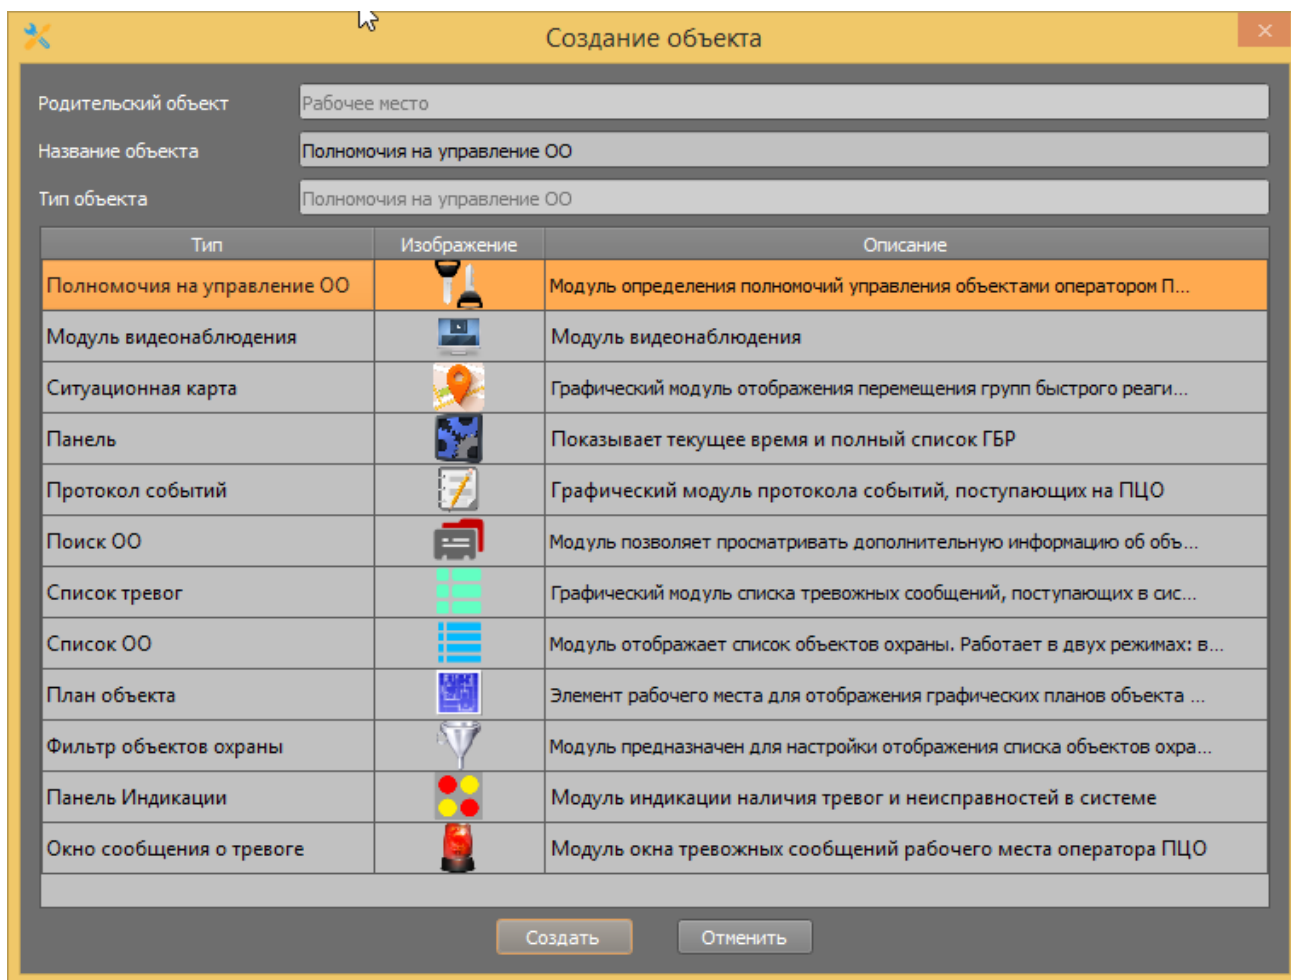 Создание объекта
Родительский объект Рабочее место
Название объекта Полномочия на управление ОО
Тип объекта Полномочия на управление ОО
Тип Изображение Описание
Полномочия на управление ОО Модуль определения полномочий управления объектами оператором П...
Модуль видеонаблюдения Модуль видеонаблюдения
Ситуационная карта Графический модуль отображения перемещения групп быстрого реаги...
Панель Показывает текущее время и полный список ГБР
Протокол событий Графический модуль протокола событий, поступающих на ПЦО
Поиск ОО Модуль позволяет просматривать дополнительную информацию об объ...
Список тревог Графический модуль списка тревожных сообщений, поступающих в сис...
Список ОО Модуль отображает список объектов охраны. Работает в двух режимах: в...
План объекта Элемент рабочего места для отображения графических планов объекта ...
Фильтр объектов охраны Модуль предназначен для настройки отображения списка объектов охра...
Панель Индикации Модуль индикации наличия тревог и неисправностей в системе
Окно сообщения о тревоге Модуль окна тревожных сообщений рабочего места оператора ПЦО
Создать Отменить